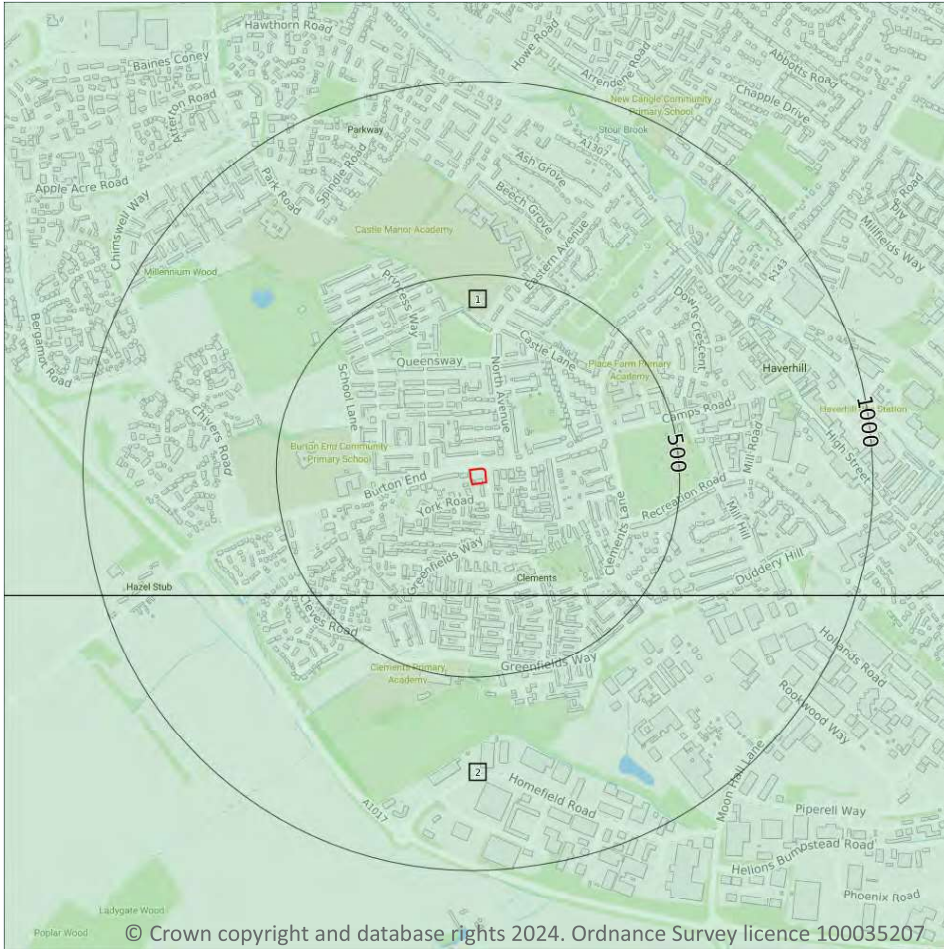 Hawthorn Road
Howe Road
Baines Coney
Arrendene Road
Abbotts Road
Atterton Road
New Cangle Community
Primary School
Chapple Drive
Parkway
Stour Brook
A1307
Spindle Road
Ash Grove
Park Road
Apple Acre Road
Beech Grove
Chimswell Way
Castle Manor Academy
Eastern Avenue
Millfields Way
Millennium Wood
A143
Princess Way
1
Downs Crescent
Bergamot Road
Castle Lane
Queensway
North Avenue
Place Farm Primary
Academy
Haverhill
School Lane
Chivers Road
Camps Road
1000
500
High Street
Burton End Community
Primary School
Mill Road
Burton End
York Road
Recreation Road
Clements Lane
Mill Hill
Greenfields Way
Clements
Duddery Hill
Hazel Stub
Hollands Road
Greenfields Way
Clements Primary
Academy
Rookwood Way
2
Homefield Road
Moon Hall Lane
A1017
Piperell Way
Helions Bumpstead Road
Phoenix Road
Ladygate Wood
Poplar Wood
© Crown copyright and database rights 2024. Ordnance Survey licence 100035207